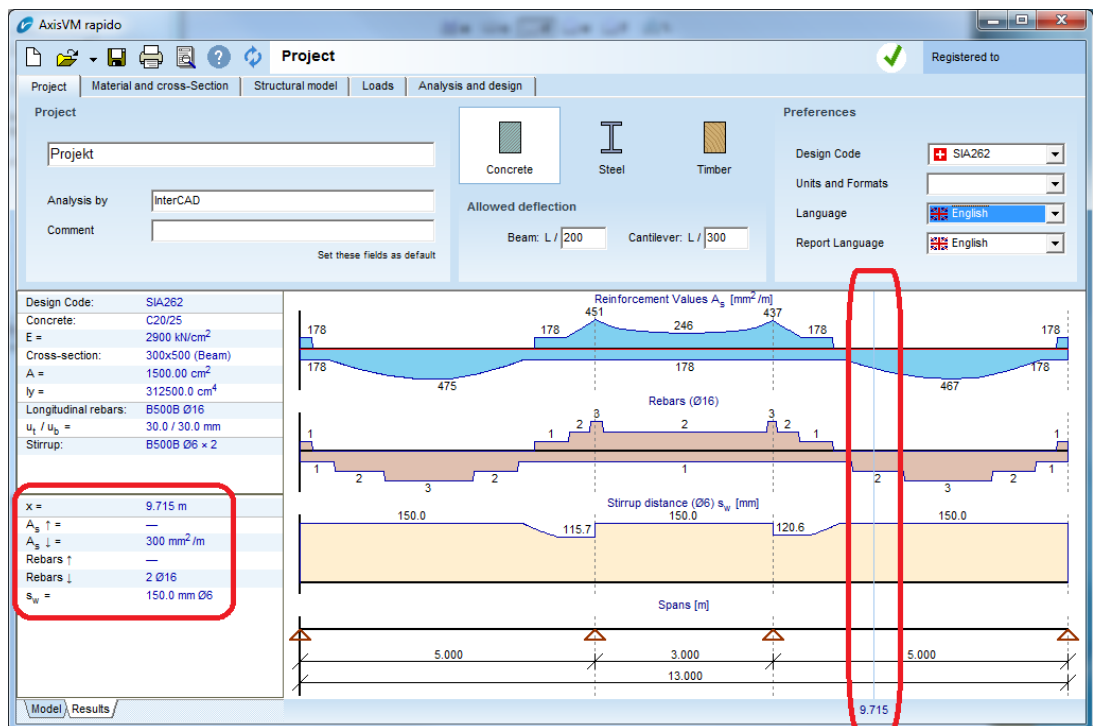 AxisVM rapido
Project
Registered to
Project Material and cross-Section Structural model Loads Analysis and design
Project
Projekt
Analysis by InterCAD
Comment
Set these fields as default
Concrete Steel Timber
Allowed deflection
Beam: L / 200 Cantilever: L / 300
Preferences
Design Code SIA262
Units and Formats
Language English
Report Language English
Design Code: SIA262
Concrete: C20/25
E = 2900 kN/cm²
Cross-section: 300x500 (Beam)
A = 1500.00 cm²
Iy = 312500.0 cm⁴
Longitudinal rebars: B500B Ø16
u_t / u_b = 30.0 / 30.0 mm
Stirrup: B500B Ø6 × 2
x = 9.715 m
A_s ↑ = —
A_s ↓ = 300 mm²/m
Rebars ↑ —
Rebars ↓ 2 Ø16
s_w = 150.0 mm Ø6
Model Results
Reinforcement Values A_s [mm²/m]
451 437
178 178 246 178 178
178 178 178
475 467
Rebars (Ø16)
3 3
2 2 2
1 1 1 1
1 1 1
2 2 2 2
3 3
Stirrup distance (Ø6) s_w [mm]
150.0 150.0 150.0
115.7 120.6
Spans [m]
5.000 3.000 5.000
13.000
9.715